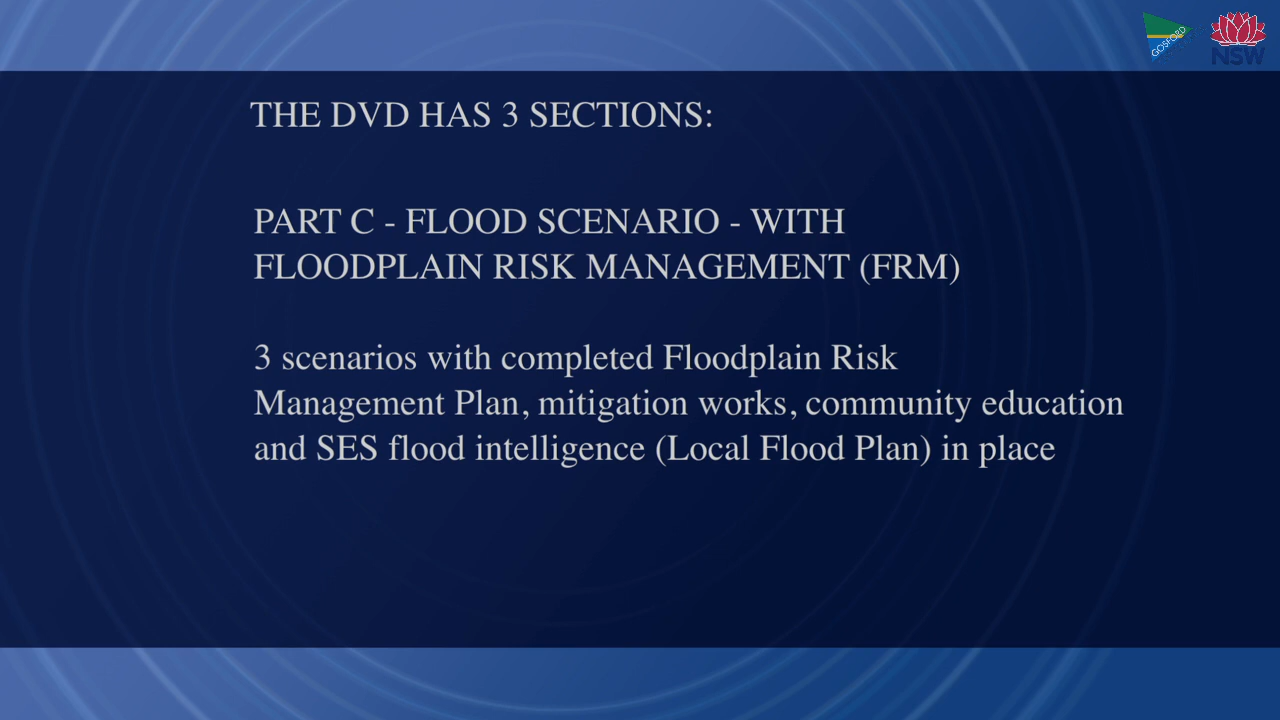 GOSFORD
NSW
THE DVD HAS 3 SECTIONS:
PART C - FLOOD SCENARIO - WITH
FLOODPLAIN RISK MANAGEMENT (FRM)
3 scenarios with completed Floodplain Risk
Management Plan, mitigation works, community education
and SES flood intelligence (Local Flood Plan) in place